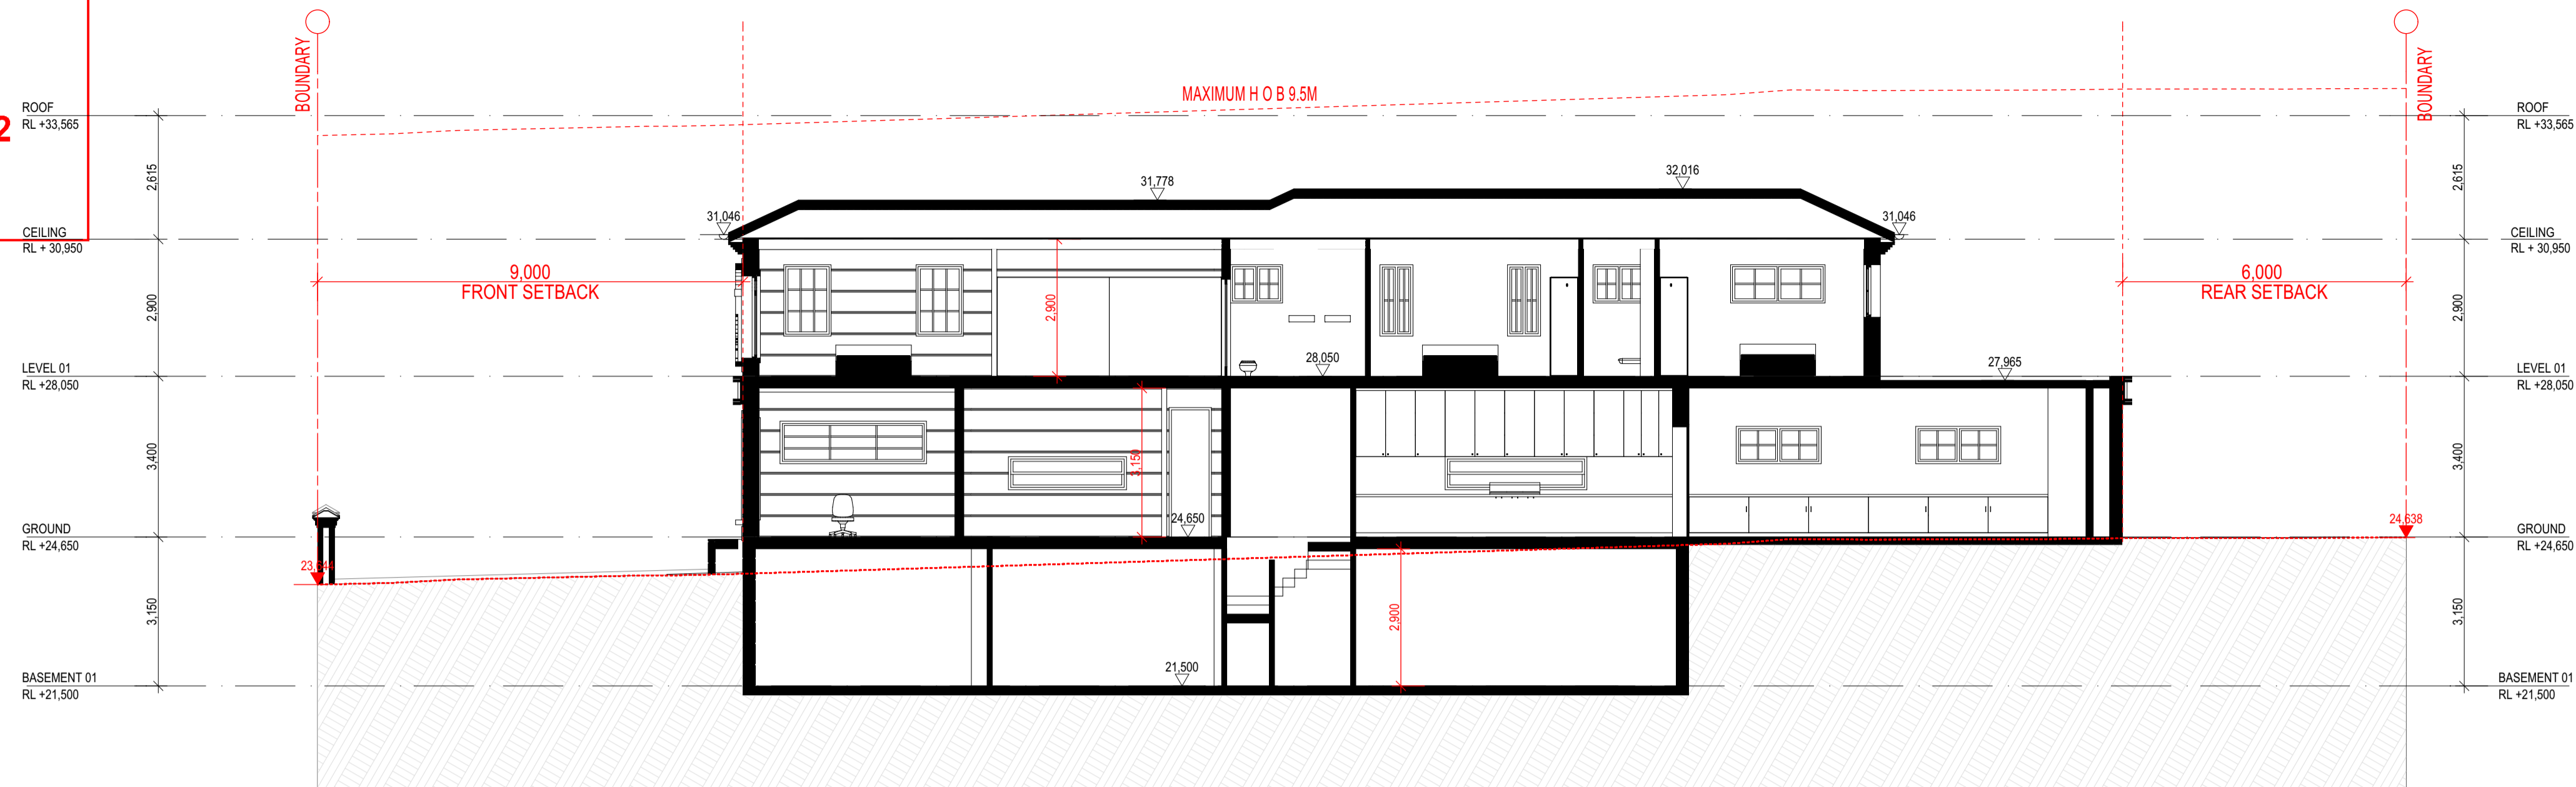 2
BOUNDARY
BOUNDARY
MAXIMUM H O B 9.5M
ROOF
RL +33,565
ROOF
RL +33,565
2,615
2,615
31,778
32,016
31,046
31,046
CEILING
RL + 30,950
CEILING
RL + 30,950
9,000
FRONT SETBACK
6,000
REAR SETBACK
2,900
2,900
2,900
28,050
27,965
LEVEL 01
RL +28,050
LEVEL 01
RL +28,050
3,400
3,150
3,400
24,650
24,638
GROUND
RL +24,650
GROUND
RL +24,650
3,150
2,900
3,150
21,500
BASEMENT 01
RL +21,500
BASEMENT 01
RL +21,500